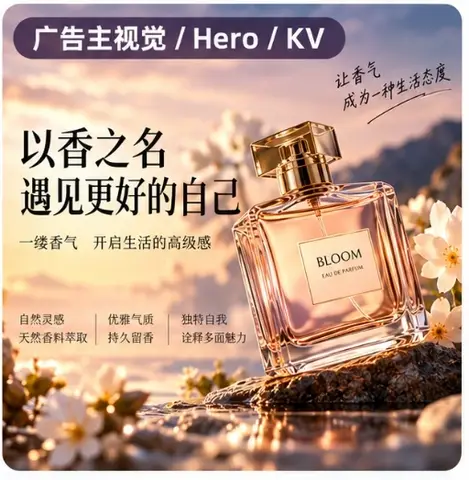 广告主视觉 / Hero / KV
让香气
成为一种生活态度
以香之名
遇见更好的自己
一缕香气 开启生活的高级感
自然灵感
天然香料萃取
优雅气质
持久留香
独特自我
诠释多面魅力
BLOOM
EAU DE PARFUM